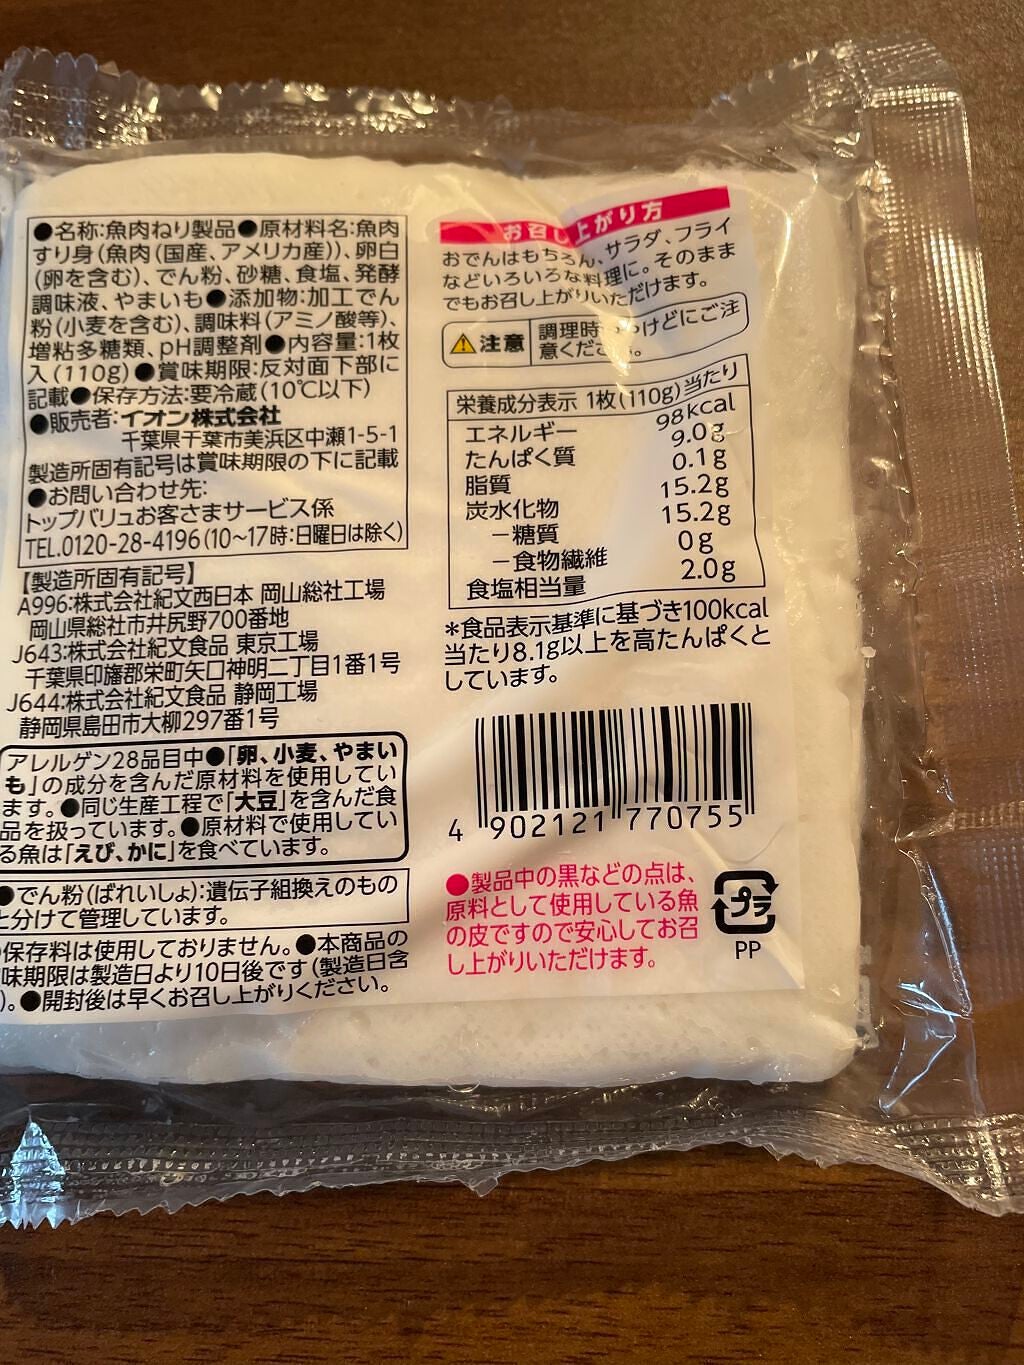 ●名称:魚肉ねり製品●原材料名:魚肉
すり身(魚肉(国産、アメリカ産))、卵白
(卵を含む)、でん粉、砂糖、食塩、発酵
調味液、やまいも●添加物:加工でん
粉(小麦を含む)、調味料(アミノ酸等)、
増粘多糖類、pH調整剤●内容量:1枚
入(110g)●賞味期限:反対面下部に
記載●保存方法:要冷蔵(10℃以下)
●販売者:イオン株式会社
千葉県千葉市美浜区中瀬1-5-1
製造所固有記号は賞味期限の下に記載
●お問い合わせ先:
トップバリュお客さまサービス係
TEL.0120-28-4196(10~17時:日曜日は除く)
【製造所固有記号】
A996:株式会社紀文西日本 岡山総社工場
岡山県総社市井尻野700番地
J643:株式会社紀文食品 東京工場
千葉県印旛郡栄町矢口神明二丁目1番1号
J644:株式会社紀文食品 静岡工場
静岡県島田市大柳297番1号
アレルゲン28品目中●「卵、小麦、やまい
も」の成分を含んだ原材料を使用してい
ます。●同じ生産工程で「大豆」を含んだ食
品を扱っています。●原材料で使用してい
る魚は「えび、かに」を食べています。
●でん粉(ばれいしょ):遺伝子組換えのもの
と分けて管理しています。
保存料は使用しておりません。●本商品の
味期限は製造日より10日後です(製造日含
)。●開封後は早くお召し上がりください。
お召し上がり方
おでんはもちろん、サラダ、フライ
などいろいろな料理に。そのまま
でもお召し上がりいただけます。
⚠注意 調理時 やけどにご注
意くだ い。
栄養成分表示 1枚(110g)当たり
エネルギー 98kcal
たんぱく質 9.0g
脂質 0.1g
炭水化物 15.2g
－糖質 15.2g
－食物繊維 0g
食塩相当量 2.0g
*食品表示基準に基づき100kcal
当たり8.1g以上を高たんぱくと
しています。
4 902121 770755
●製品中の黒などの点は、
原料として使用している魚
の皮ですので安心してお召
し上がりいただけます。
プラ
PP